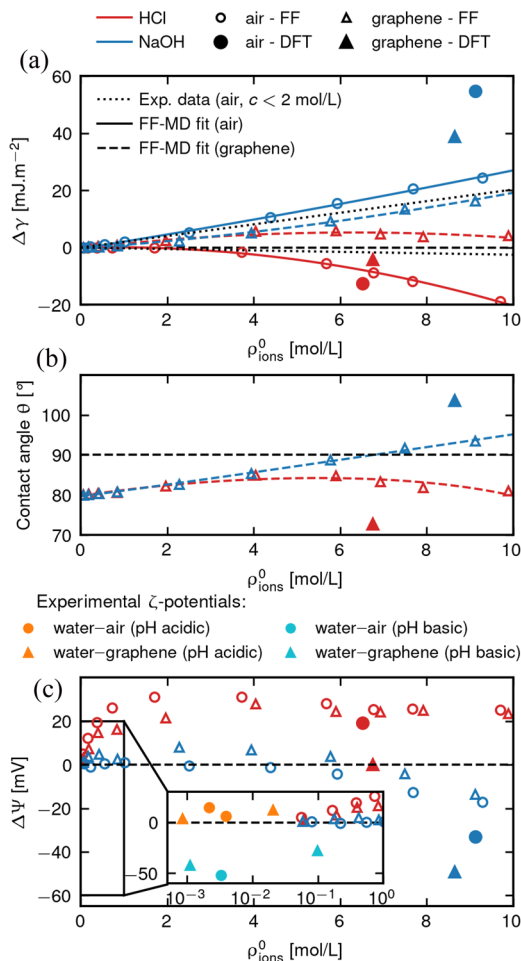 (a)
HCl
air - FF
graphene - FF
NaOH
air - DFT
graphene - DFT
60
40
20
0
−20
Δγ [mJ.m⁻²]
Exp. data (air, c < 2 mol/L)
FF-MD fit (air)
FF-MD fit (graphene)
0 2 4 6 8 10
ρ⁰ions [mol/L]
(b)
100
90
80
70
Contact angle θ [°]
0 2 4 6 8 10
ρ⁰ions [mol/L]
Experimental ζ-potentials:
water−air (pH acidic)
water−air (pH basic)
water−graphene (pH acidic)
water−graphene (pH basic)
(c)
20
0
−20
−40
−60
ΔΨ [mV]
0
−50
10⁻³ 10⁻² 10⁻¹ 10⁰
0 2 4 6 8 10
ρ⁰ions [mol/L]